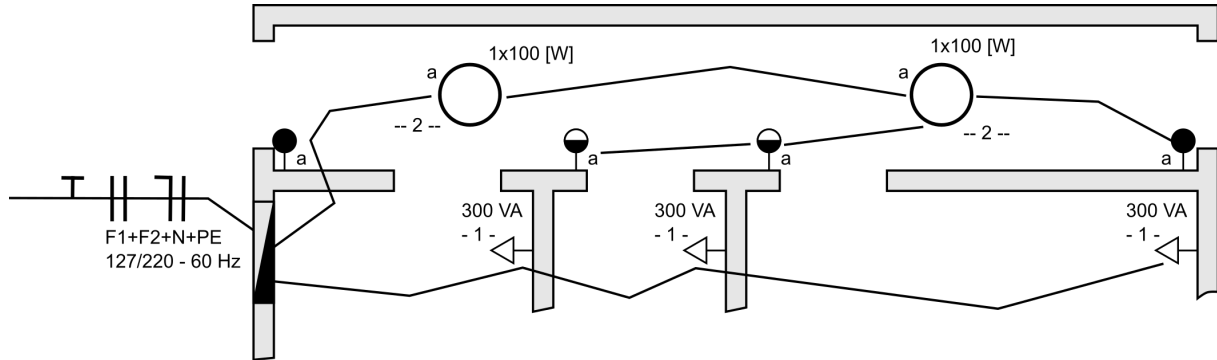 1x100 [W]
1x100 [W]
a
a
-- 2 --
-- 2 --
a
a
a
a
300 VA
- 1 -
300 VA
- 1 -
300 VA
- 1 -
F1+F2+N+PE
127/220 - 60 Hz